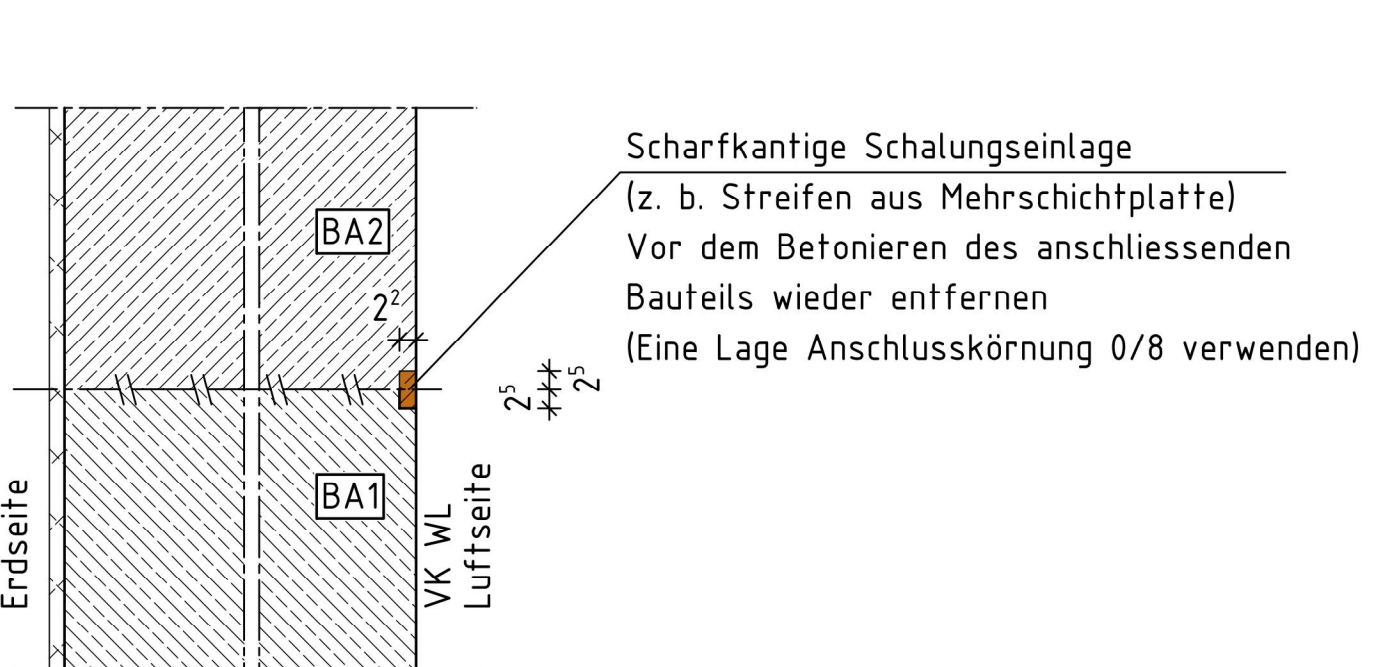 Scharfkantige Schalungseinlage
(z. b. Streifen aus Mehrschichtplatte)
Vor dem Betonieren des anschliessenden
Bauteils wieder entfernen
(Eine Lage Anschlusskörnung 0/8 verwenden)
BA2
2²
2⁵
2⁵
BA1
Erdseite
VK WL
Luftseite